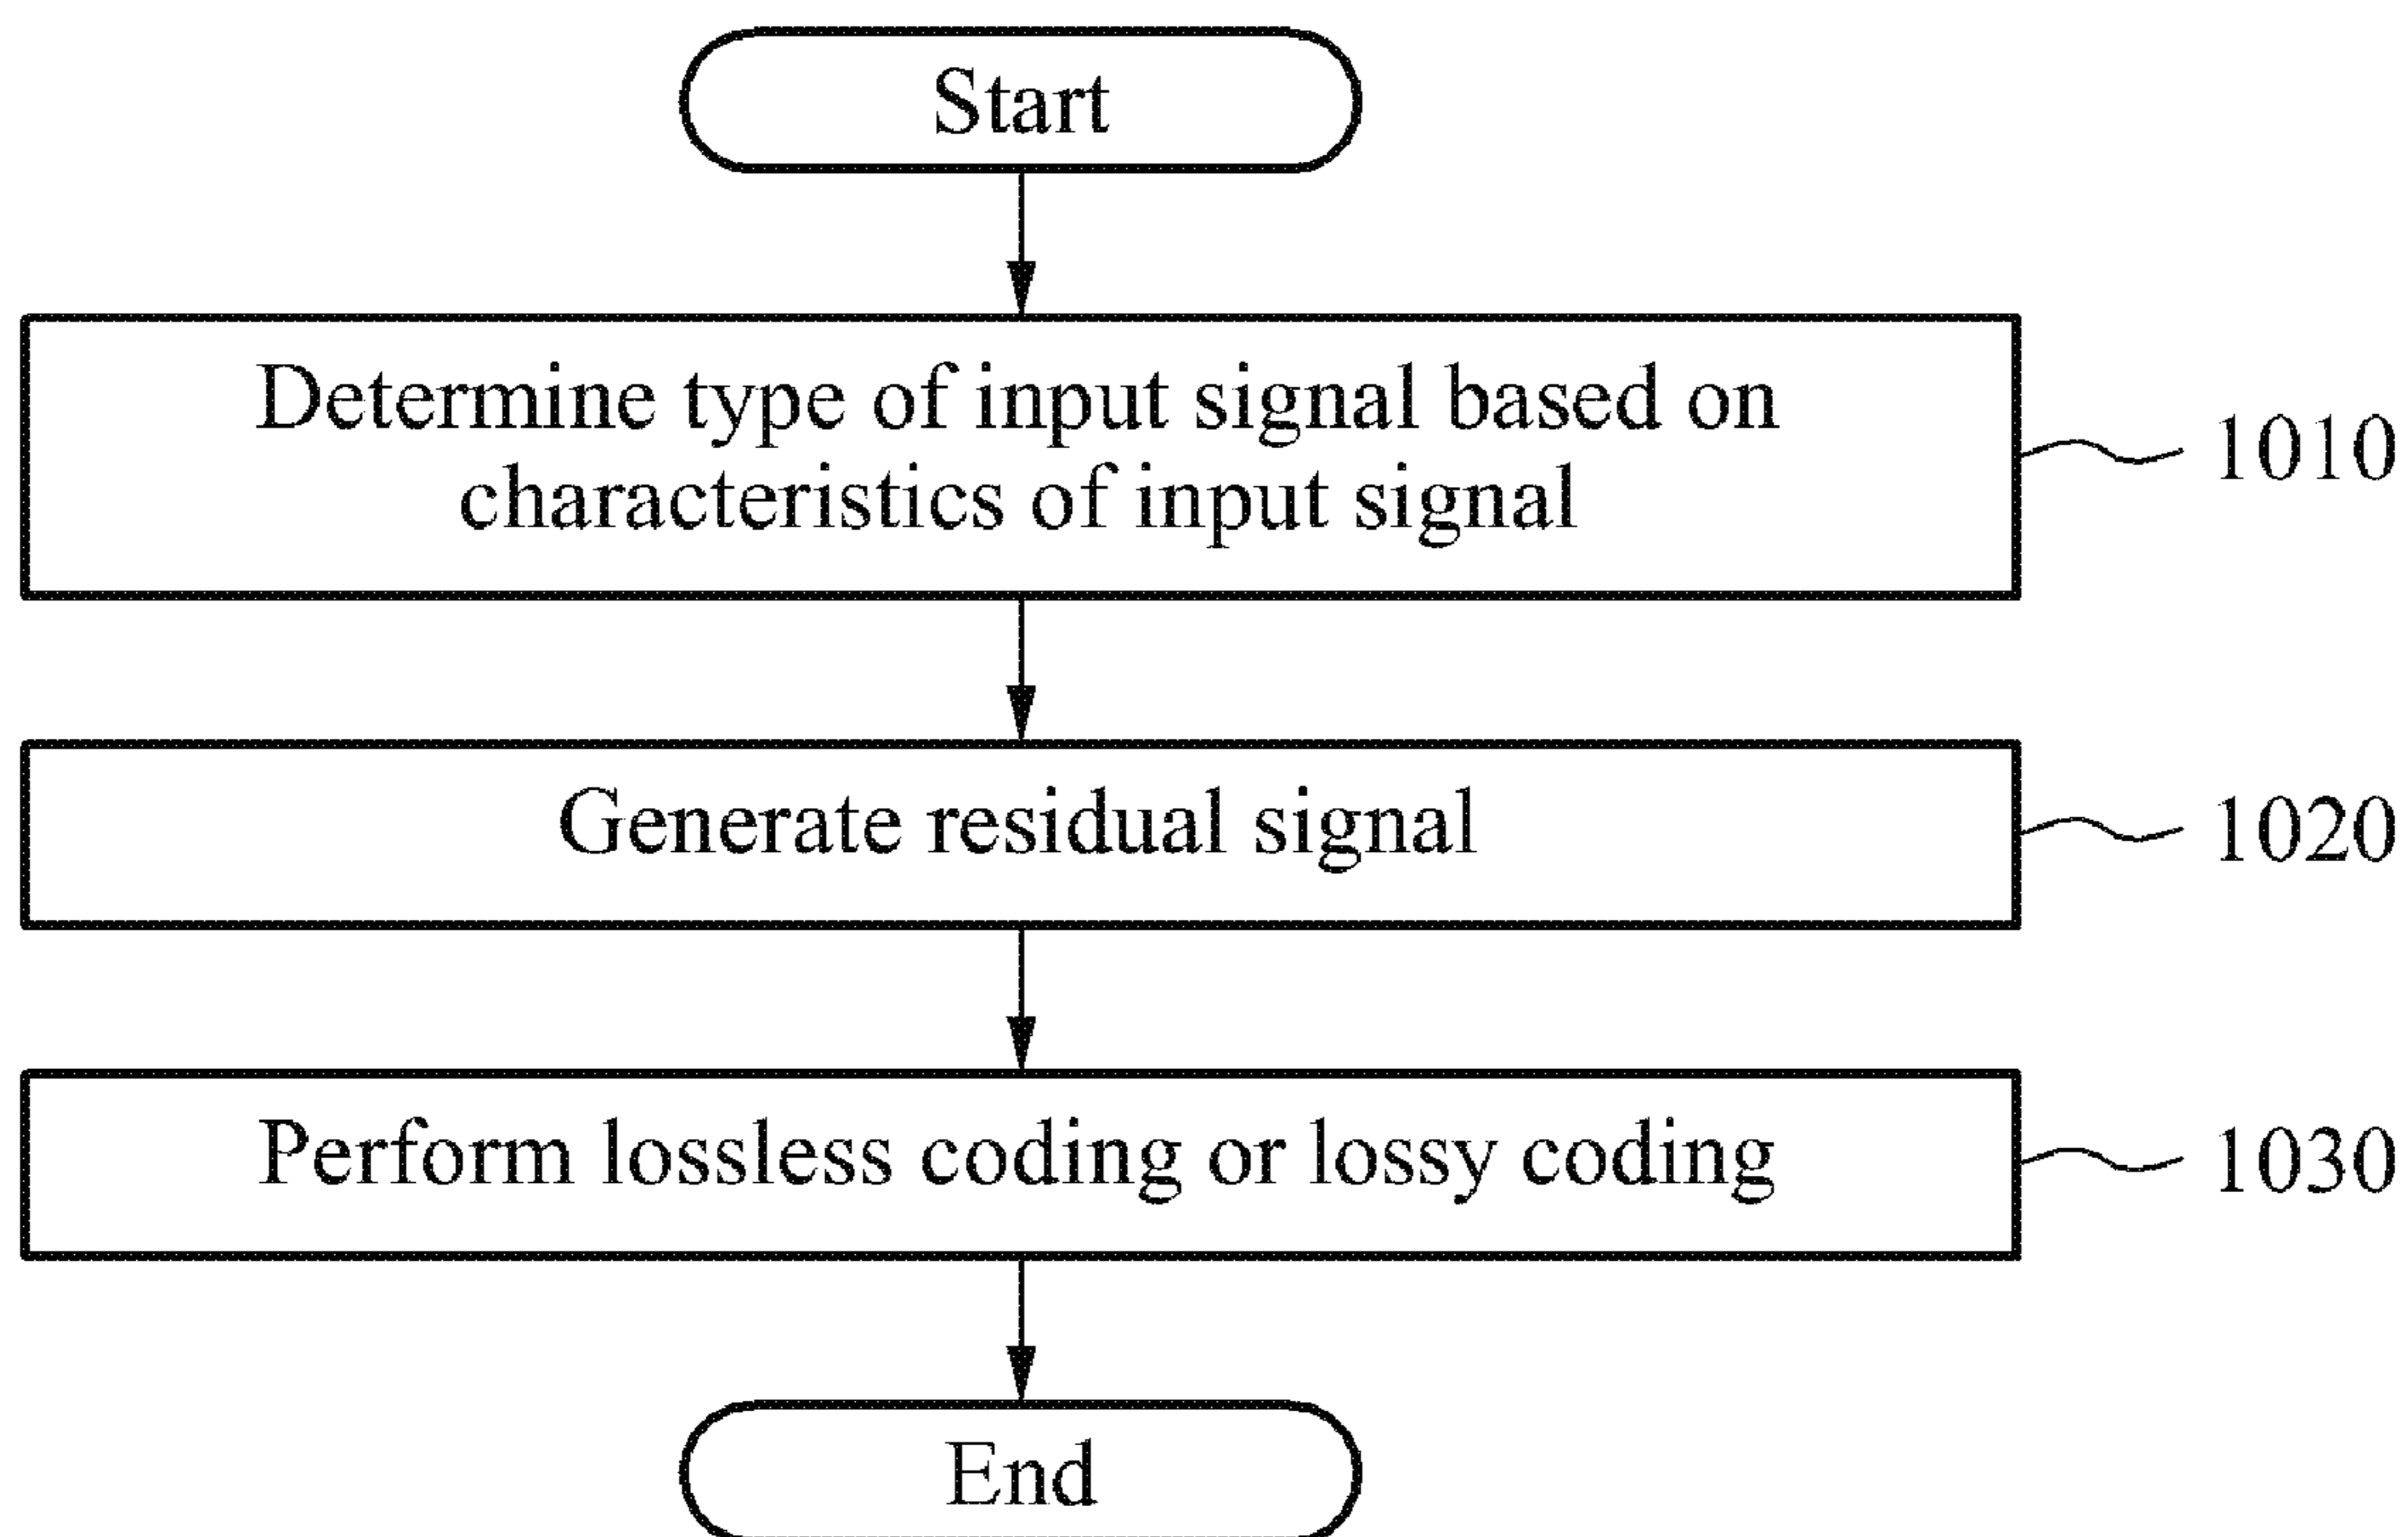 Start
Determine type of input signal based on
characteristics of input signal
1010
Generate residual signal
1020
Perform lossless coding or lossy coding
1030
End